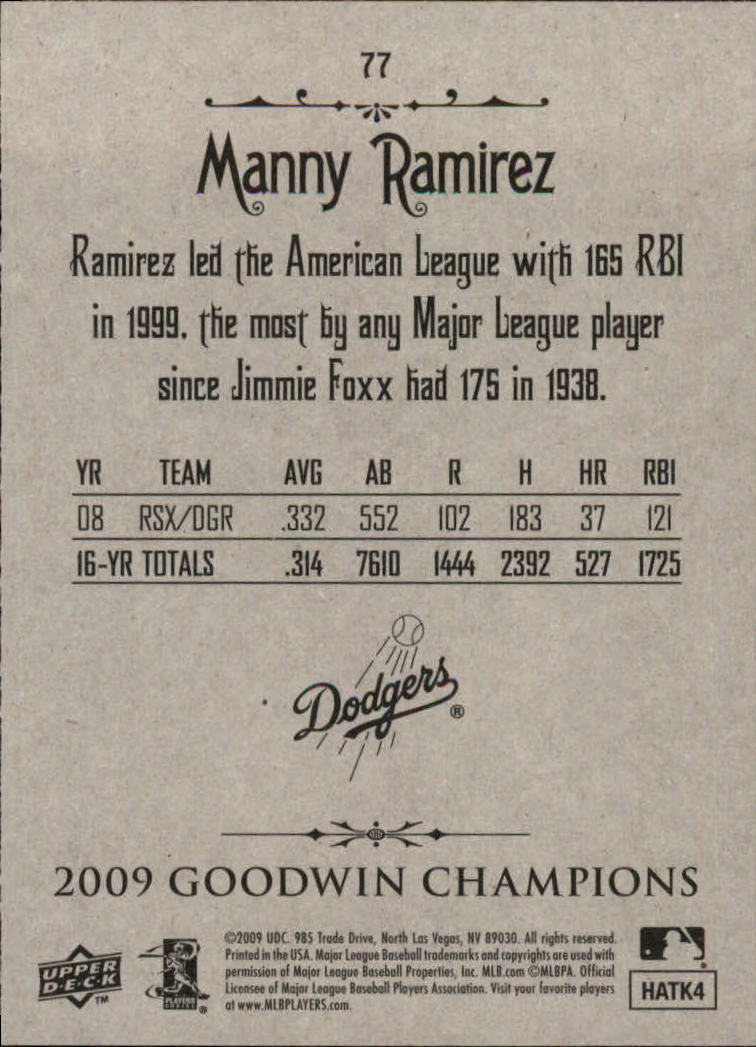 77
Manny Ramirez
Ramirez led the American League with 165 RBI
in 1999, the most by any Major League player
since Jimmie Foxx had 175 in 1938.
YR TEAM AVG AB R H HR RBI
08 RSX/DGR .332 552 102 183 37 121
16-YR TOTALS .314 7610 1444 2392 527 1725
Dodgers ®
2009 GOODWIN CHAMPIONS
©2009 UDC. 985 Trade Drive, North Las Vegas, NV 89030. All rights reserved.
Printed in the USA. Major League Baseball trademarks and copyrights are used with
permission of Major League Baseball Properties, Inc. MLB.com ©MLBPA. Official
Licensee of Major League Baseball Players Association. Visit your favorite players
at www.MLBPLAYERS.com.
UPPER
D·E·C·K
TM
PLAYERS
CHOICE ®
HATK4